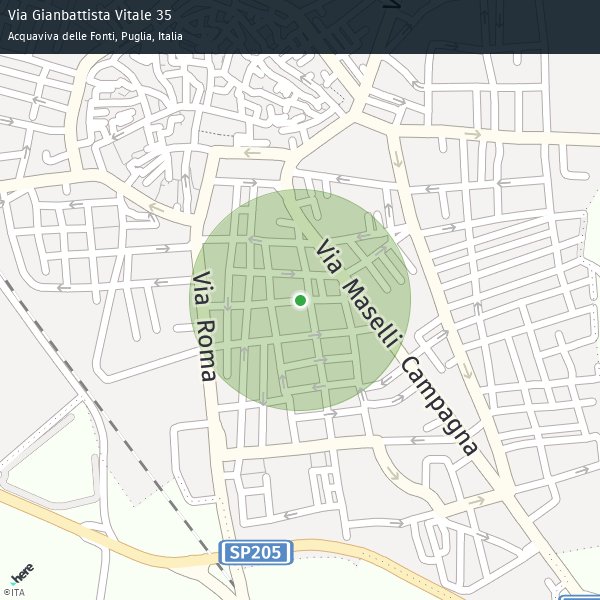 Via Gianbattista Vitale 35
Acquaviva delle Fonti, Puglia, Italia
Via Maselli Campagna
Via Roma
SP205
here
©ITA